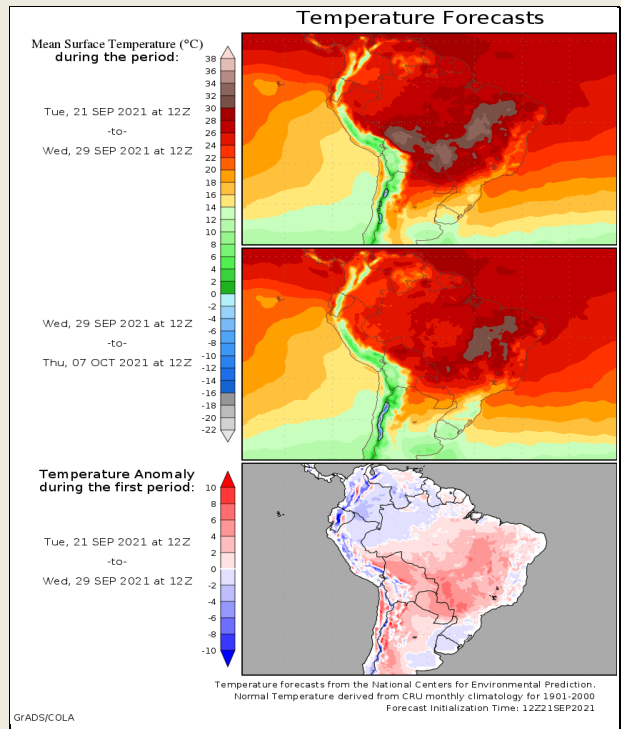 Temperature Forecasts
Mean Surface Temperature (°C)
during the period:
Tue, 21 SEP 2021 at 12Z
-to-
Wed, 29 SEP 2021 at 12Z
38
36
34
32
30
28
26
24
22
20
18
16
14
12
10
8
6
4
2
0
-2
-4
-6
-8
-10
-12
-14
-16
-18
-20
-22
Wed, 29 SEP 2021 at 12Z
-to-
Thu, 07 OCT 2021 at 12Z
Temperature Anomaly
during the first period:
Tue, 21 SEP 2021 at 12Z
-to-
Wed, 29 SEP 2021 at 12Z
10
8
6
4
2
0
-2
-4
-6
-8
-10
Temperature forecasts from the National Centers for Environmental Prediction.
Normal Temperature derived from CRU monthly climatology for 1901-2000
Forecast Initialization Time: 12Z21SEP2021
GrADS/COLA